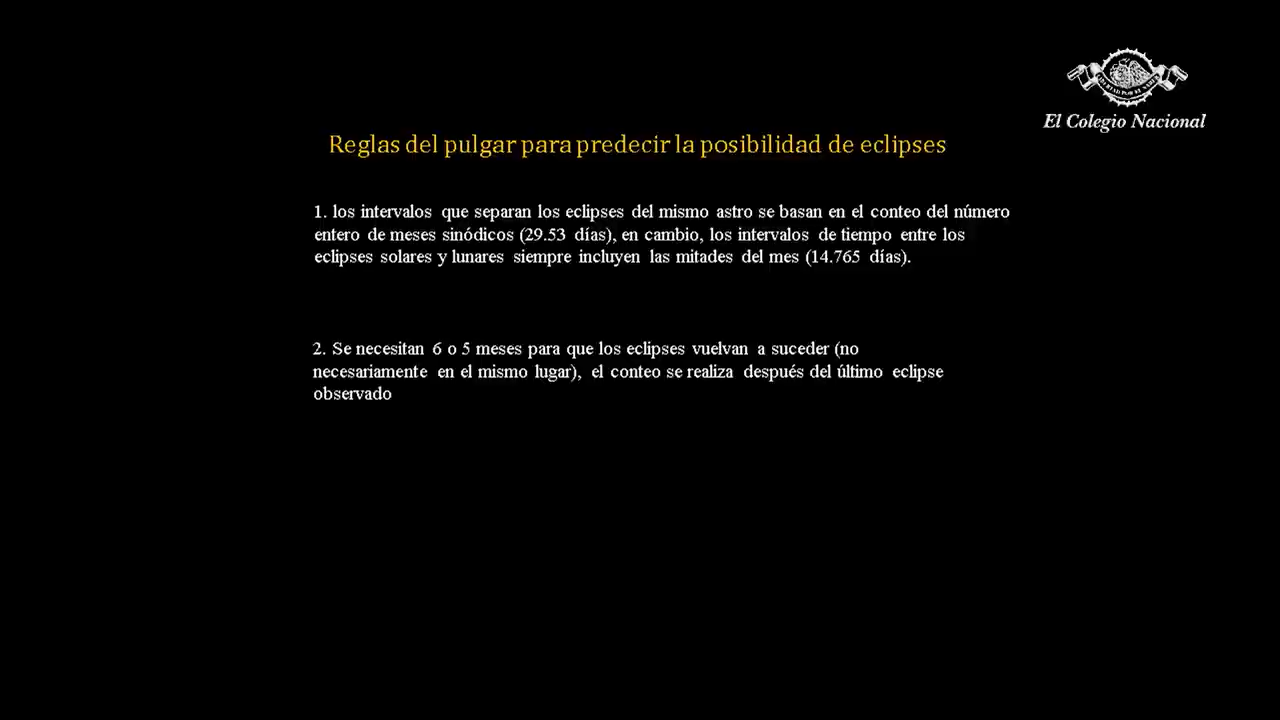 El Colegio Nacional
Reglas del pulgar para predecir la posibilidad de eclipses
1. los intervalos que separan los eclipses del mismo astro se basan en el conteo del número
entero de meses sinódicos (29.53 días), en cambio, los intervalos de tiempo entre los
eclipses solares y lunares siempre incluyen las mitades del mes (14.765 días).
2. Se necesitan 6 o 5 meses para que los eclipses vuelvan a suceder (no
necesariamente en el mismo lugar), el conteo se realiza después del último eclipse
observado